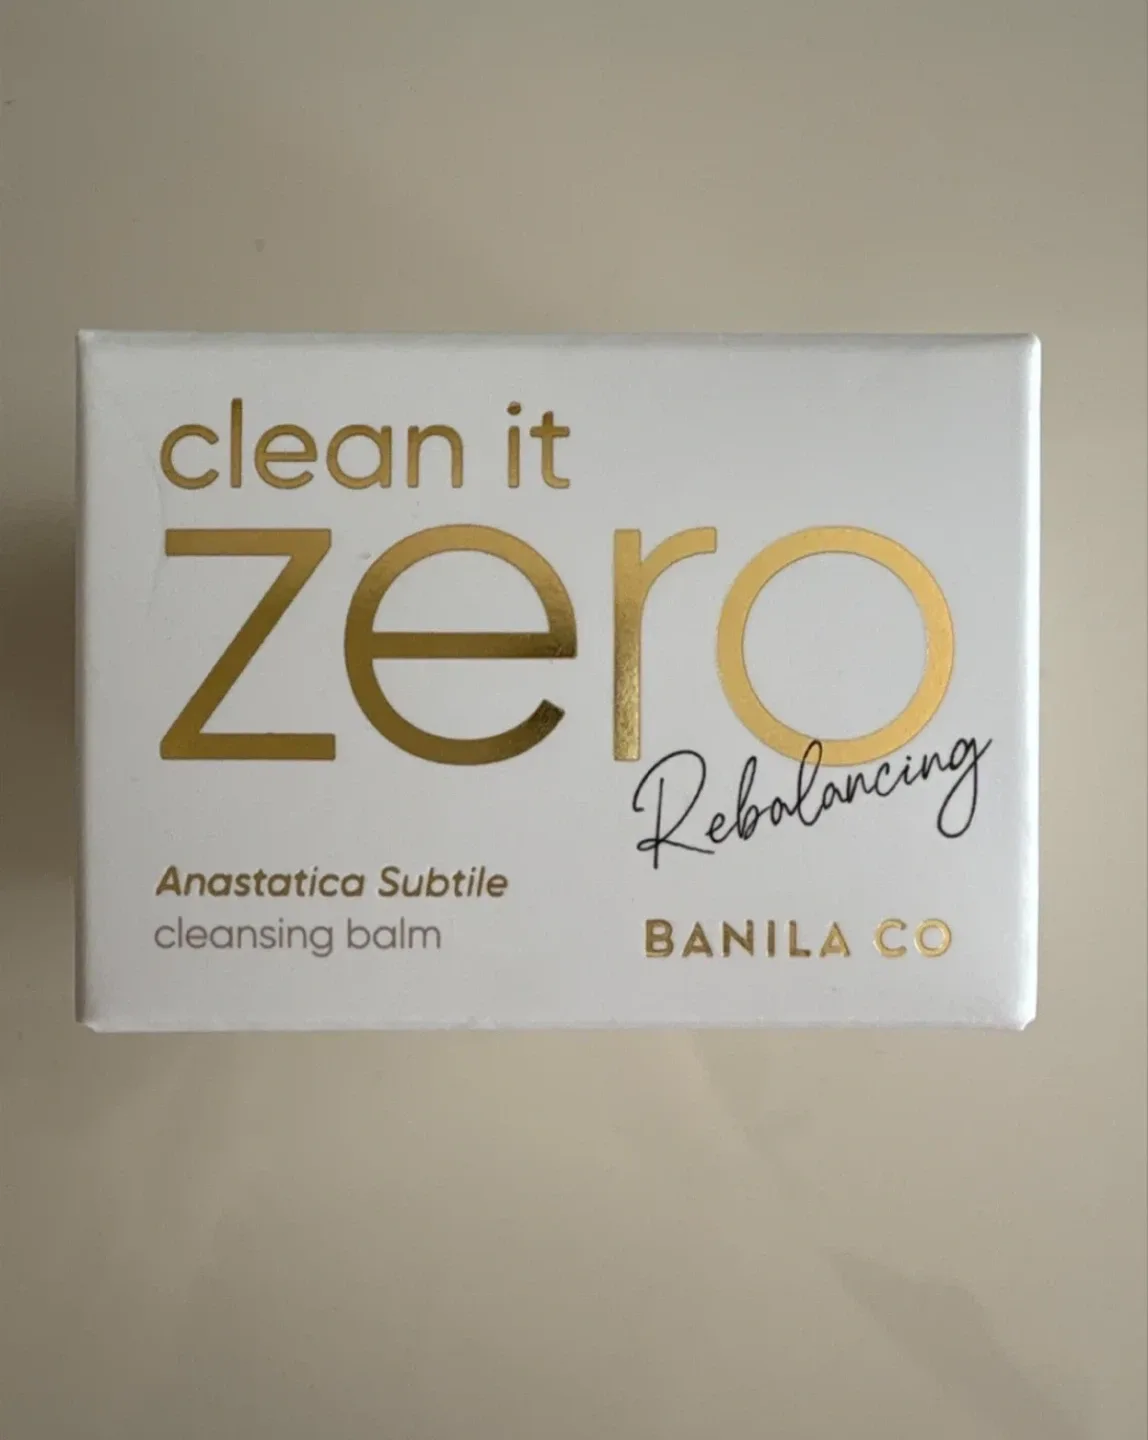 clean it
zero
Rebalancing
Anastatica Subtile
cleansing balm
BANILA CO